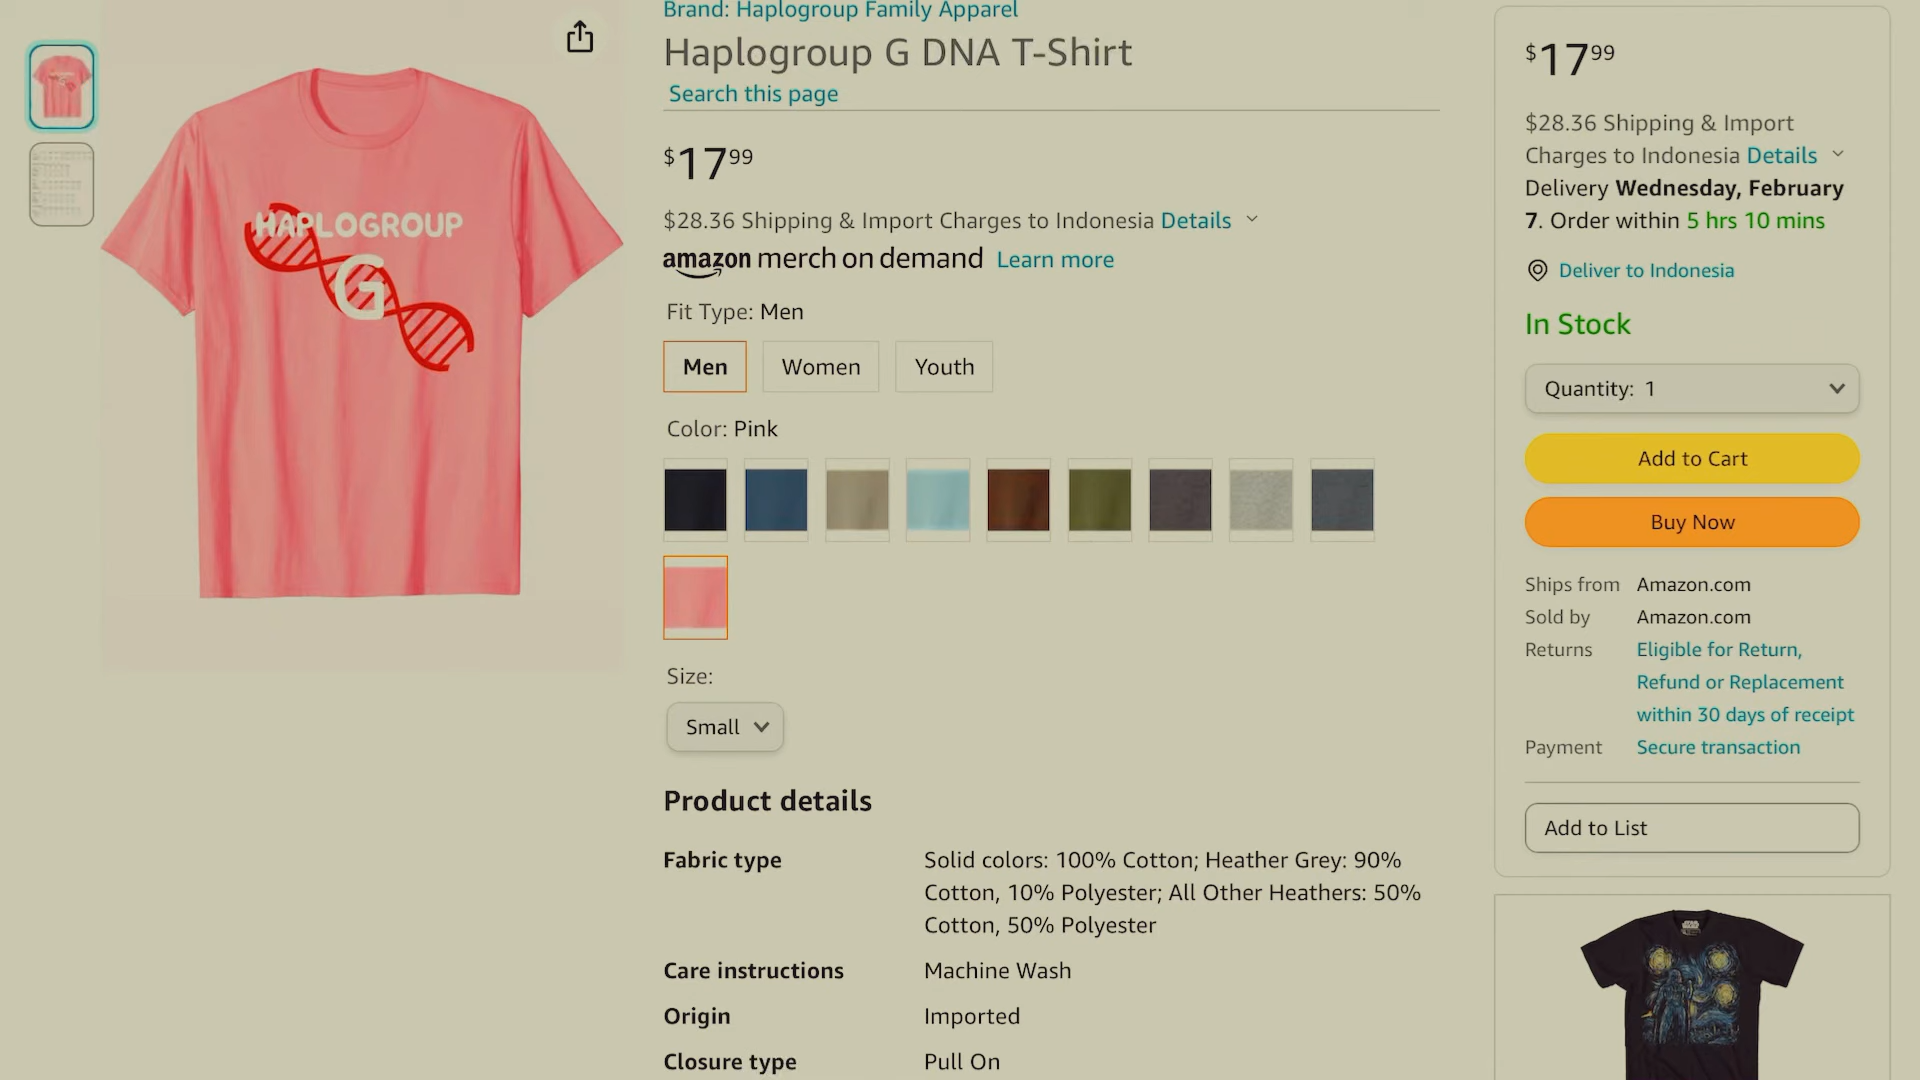 Brand: Haplogroup Family Apparel
Haplogroup G DNA T-Shirt
Search this page
$17.99
$28.36 Shipping & Import Charges to Indonesia Details
amazon merch on demand Learn more
Fit Type: Men
Men
Women
Youth
Color: Pink
Size:
Small
Product details
Fabric type
Solid colors: 100% Cotton; Heather Grey: 90%
Cotton, 10% Polyester; All Other Heathers: 50%
Cotton, 50% Polyester
Care instructions
Machine Wash
Origin
Imported
Closure type
Pull On
HAPLOGROUP
G
$17.99
$28.36 Shipping & Import
Charges to Indonesia Details
Delivery Wednesday, February
7. Order within 5 hrs 10 mins
Deliver to Indonesia
In Stock
Quantity: 1
Add to Cart
Buy Now
Ships from Amazon.com
Sold by Amazon.com
Returns Eligible for Return,
Refund or Replacement
within 30 days of receipt
Payment Secure transaction
Add to List